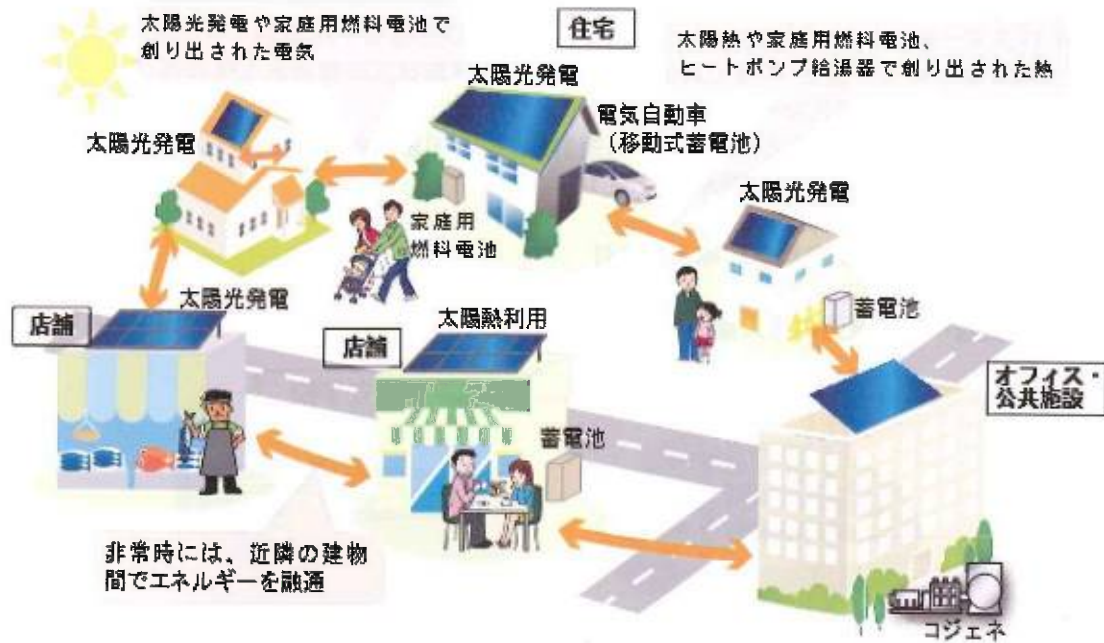 太陽光発電や家庭用燃料電池で
創り出された電気
住宅
太陽熱や家庭用燃料電池、
ヒートポンプ給湯器で創り出された熱
太陽光発電
太陽光発電
電気自動車
（移動式蓄電池）
太陽光発電
家庭用
燃料電池
太陽光発電
店舗
太陽熱利用
店舗
蓄電池
オフィス・
公共施設
蓄電池
非常時には、近隣の建物
間でエネルギーを融通
コジェネ